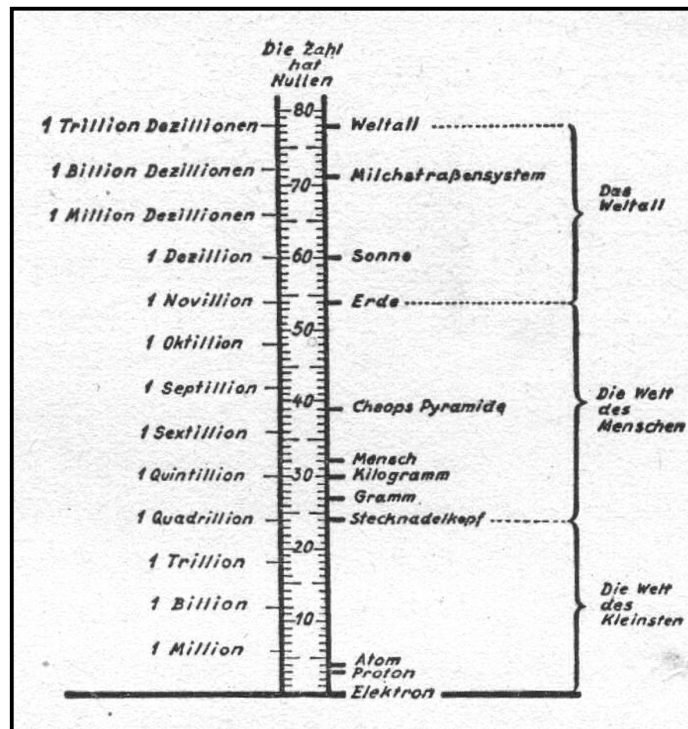 Die Zahl
hat
Nullen
80
1 Trillion Dezillionen
Weltall
1 Billion Dezillionen
70
Milchstraßensystem
Das
Weltall
1 Million Dezillionen
1 Dezillion
60
Sonne
1 Novillion
Erde
50
1 Oktillion
1 Septillion
40
Cheops Pyramide
Die Welt
des
Menschen
1 Sextillion
Mensch
1 Quintillion
30
Kilogramm
Gramm
1 Quadrillion
Stecknadelkopf
20
1 Trillion
1 Billion
Die Welt
des
Kleinsten
10
1 Million
Atom
Proton
Elektron